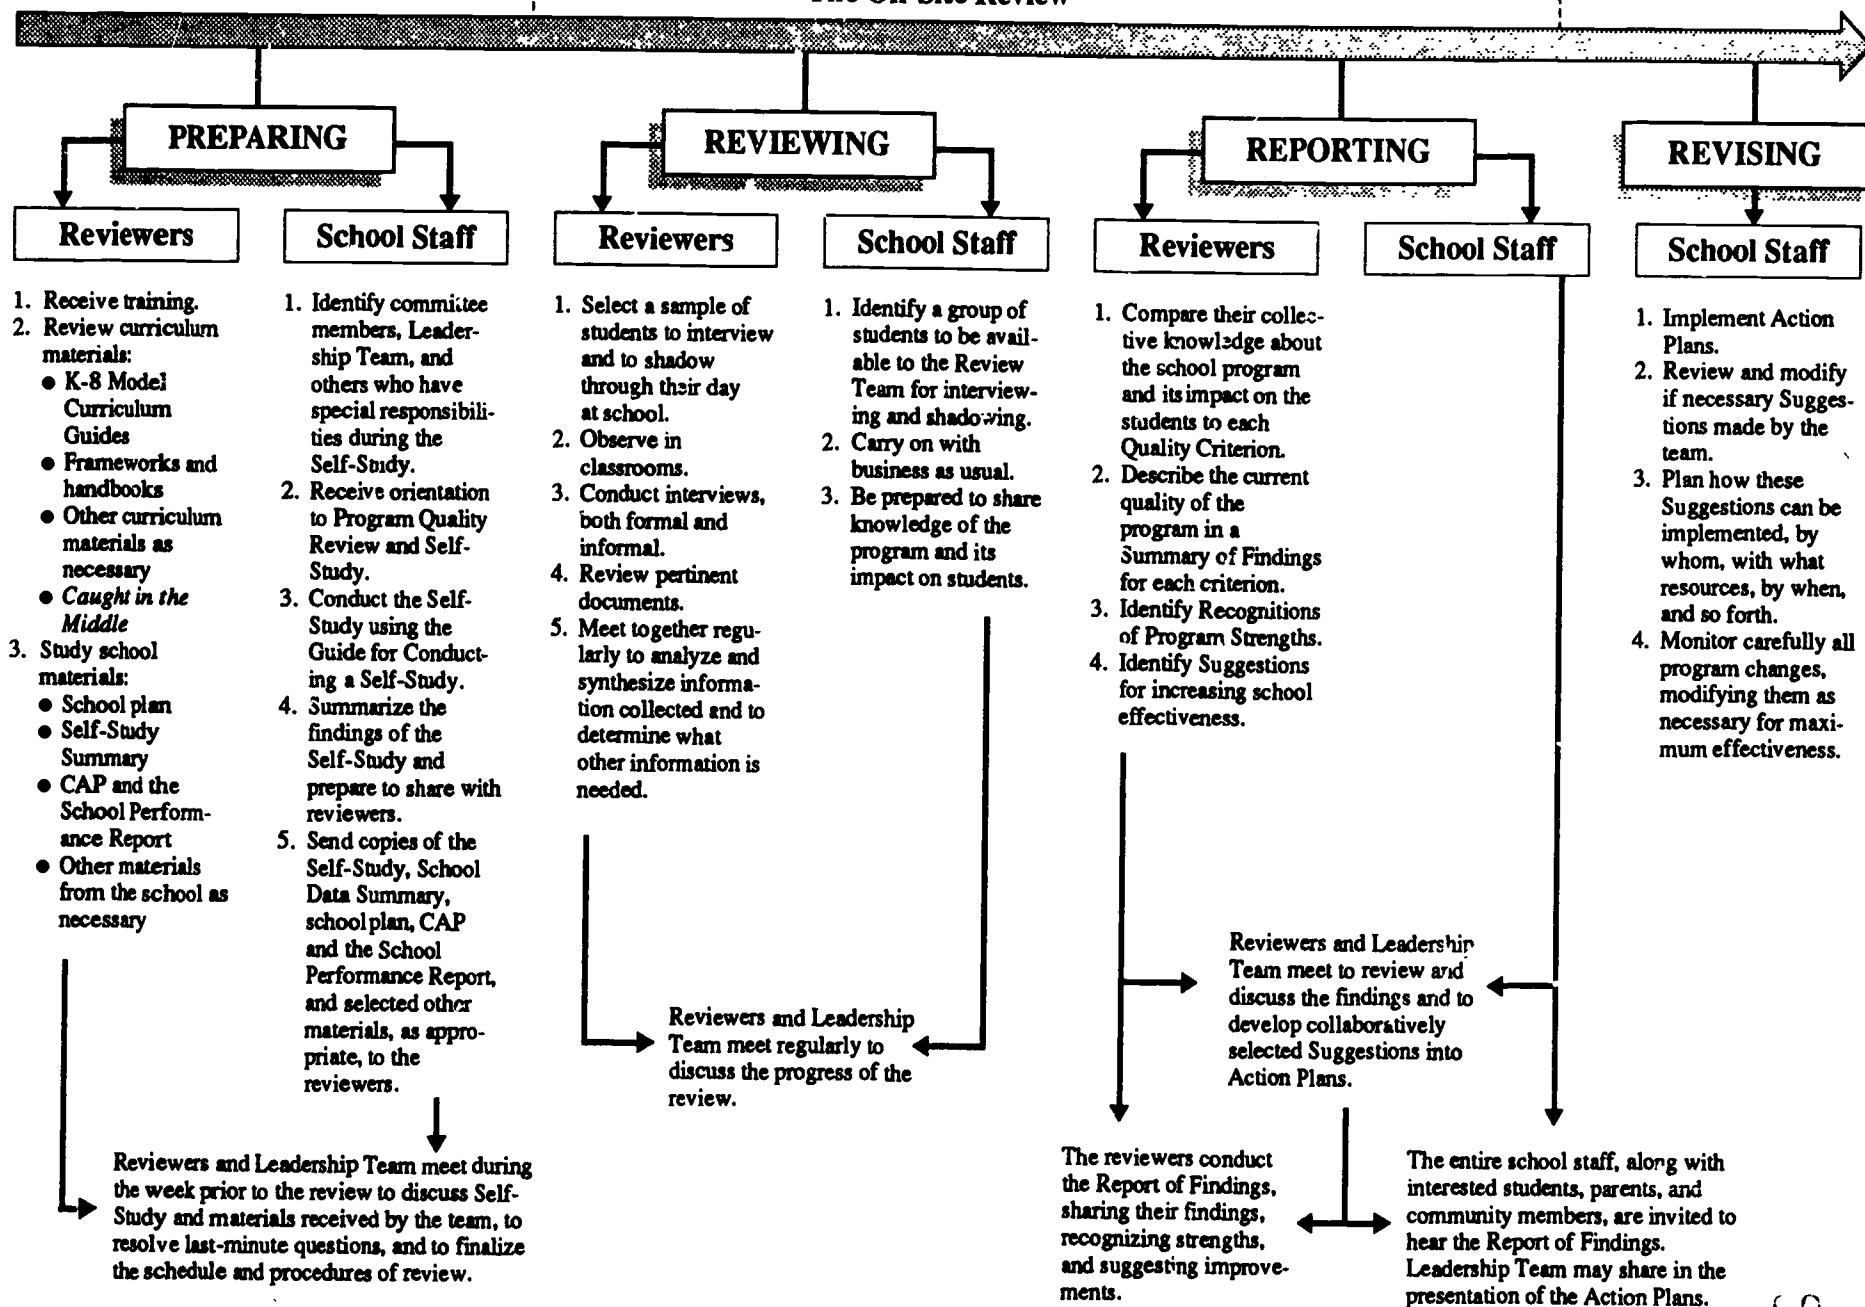 The On-Site Review
PREPARING
Reviewers
1. Receive training.
2. Review curriculum
materials:
● K-8 Model
Curriculum
Guides
● Frameworks and
handbooks
● Other curriculum
materials as
necessary
● Caught in the
Middle
3. Study school
materials:
● School plan
● Self-Study
Summary
● CAP and the
School Perform-
ance Report
● Other materials
from the school as
necessary
School Staff
1. Identify committee
members, Leader-
ship Team, and
others who have
special responsibili-
ties during the
Self-Study.
2. Receive orientation
to Program Quality
Review and Self-
Study.
3. Conduct the Self-
Study using the
Guide for Conduct-
ing a Self-Study.
4. Summarize the
findings of the
Self-Study and
prepare to share with
reviewers.
5. Send copies of the
Self-Study, School
Data Summary,
school plan, CAP
and the School
Performance Report,
and selected other
materials, as appro-
priate, to the
reviewers.
Reviewers and Leadership Team meet during
the week prior to the review to discuss Self-
Study and materials received by the team, to
resolve last-minute questions, and to finalize
the schedule and procedures of review.
REVIEWING
Reviewers
1. Select a sample of
students to interview
and to shadow
through their day
at school.
2. Observe in
classrooms.
3. Conduct interviews,
both formal and
informal.
4. Review pertinent
documents.
5. Meet together regu-
larly to analyze and
synthesize informa-
tion collected and to
determine what
other information is
needed.
School Staff
1. Identify a group of
students to be avail-
able to the Review
Team for interview-
ing and shadowing.
2. Carry on with
business as usual.
3. Be prepared to share
knowledge of the
program and its
impact on students.
Reviewers and Leadership
Team meet regularly to
discuss the progress of the
review.
REPORTING
Reviewers
1. Compare their collec-
tive knowledge about
the school program
and its impact on the
students to each
Quality Criterion.
2. Describe the current
quality of the
program in a
Summary of Findings
for each criterion.
3. Identify Recognitions
of Program Strengths.
4. Identify Suggestions
for increasing school
effectiveness.
School Staff
Reviewers and Leadership
Team meet to review and
discuss the findings and to
develop collaboratively
selected Suggestions into
Action Plans.
The reviewers conduct
the Report of Findings,
sharing their findings,
recognizing strengths,
and suggesting improve-
ments.
The entire school staff, along with
interested students, parents, and
community members, are invited to
hear the Report of Findings.
Leadership Team may share in the
presentation of the Action Plans.
REVISING
School Staff
1. Implement Action
Plans.
2. Review and modify
if necessary Sugges-
tions made by the
team.
3. Plan how these
Suggestions can be
implemented, by
whom, with what
resources, by when,
and so forth.
4. Monitor carefully all
program changes,
modifying them as
necessary for maxi-
mum effectiveness.